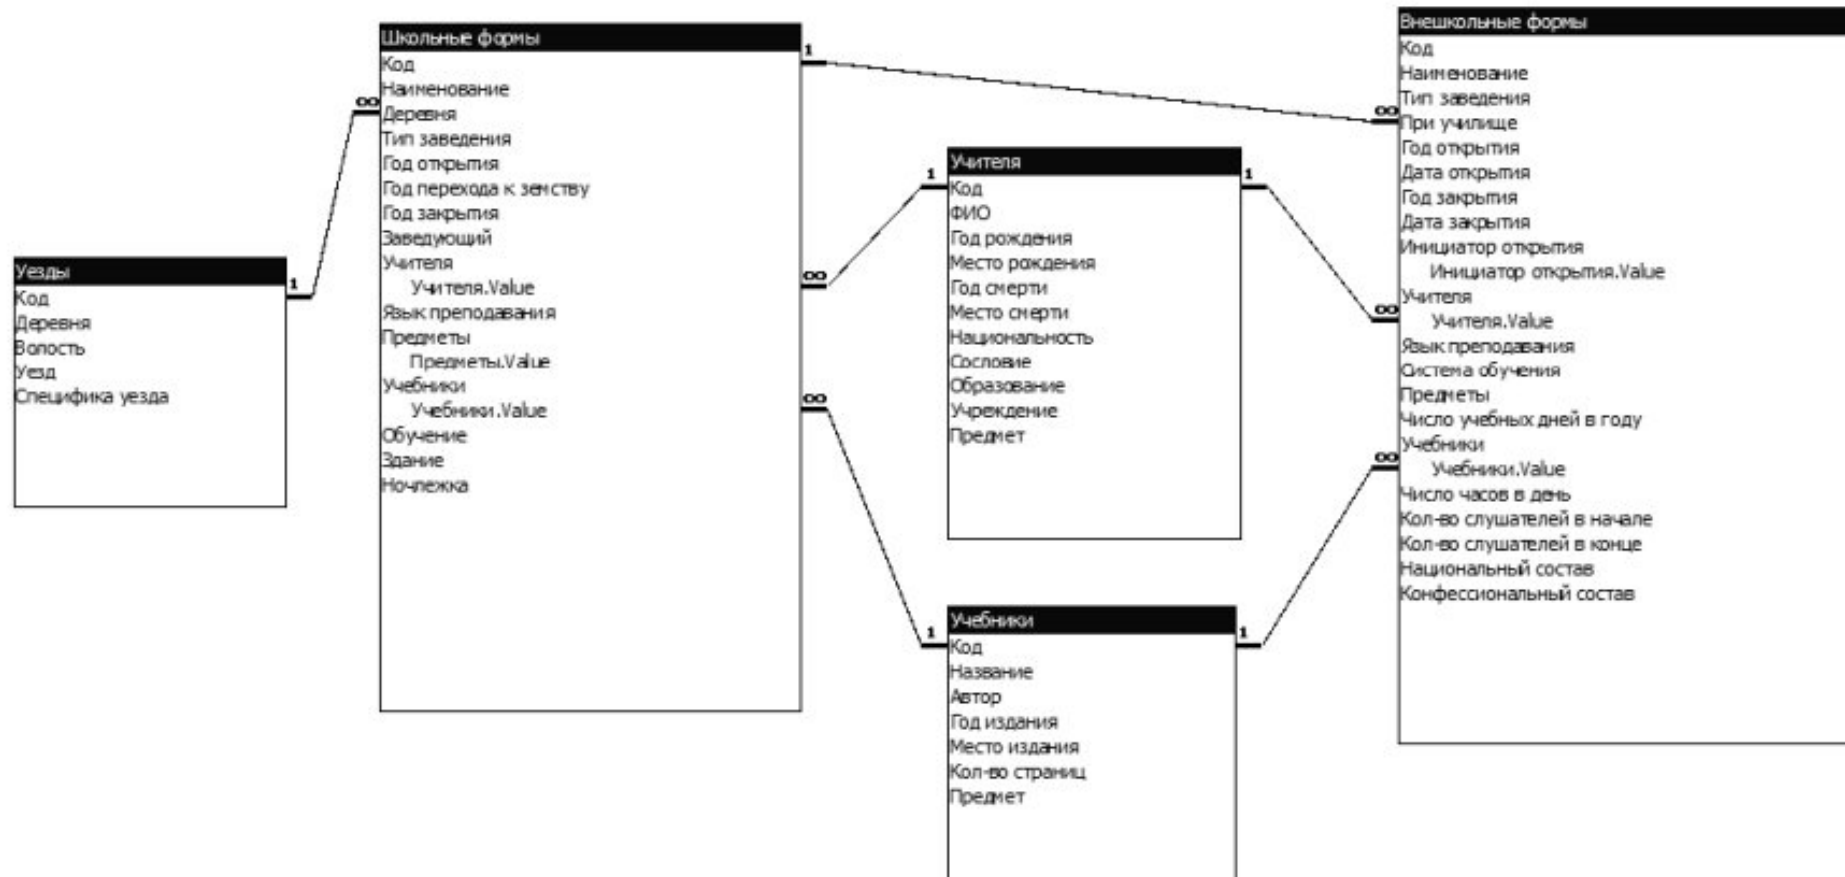 Уезды
Код
Деревня
Волость
Уезд
Специфика уезда
1
∞
Школьные формы
Код
Наименование
Деревня
Тип заведения
Год открытия
Год перехода к земству
Год закрытия
Заведующий
Учителя
Учителя.Value
Язык преподавания
Предметы
Предметы.Value
Учебники
Учебники.Value
Обучение
Здание
Ночлежка
1
∞
∞
1
Учителя
1
Код
ФИО
Год рождения
Место рождения
Год смерти
Место смерти
Национальность
Сословие
Образование
Учреждение
Предмет
1
Учебники
1
Код
Название
Автор
Год издания
Место издания
Кол-во страниц
Предмет
∞
∞
∞
Внешкольные формы
Код
Наименование
Тип заведения
При училище
Год открытия
Дата открытия
Год закрытия
Дата закрытия
Инициатор открытия
Инициатор открытия.Value
Учителя
Учителя.Value
Язык преподавания
Система обучения
Предметы
Число учебных дней в году
Учебники
Учебники.Value
Число часов в день
Кол-во слушателей в начале
Кол-во слушателей в конце
Национальный состав
Конфессиональный состав